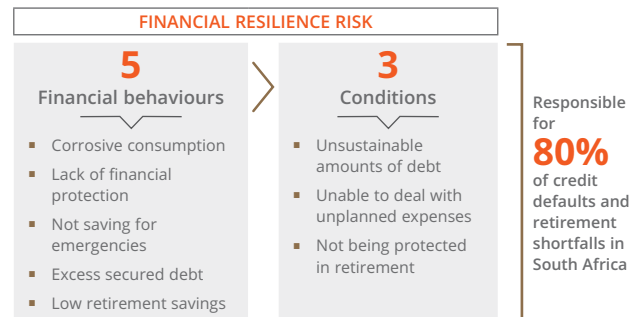 FINANCIAL RESILIENCE RISK
5
Financial behaviours
Corrosive consumption
Lack of financial
protection
Not saving for
emergencies
Excess secured debt
Low retirement savings
3
Conditions
Unsustainable
amounts of debt
Unable to deal with
unplanned expenses
Not being protected
in retirement
Responsible
for
80%
of credit
defaults and
retirement
shortfalls in
South Africa